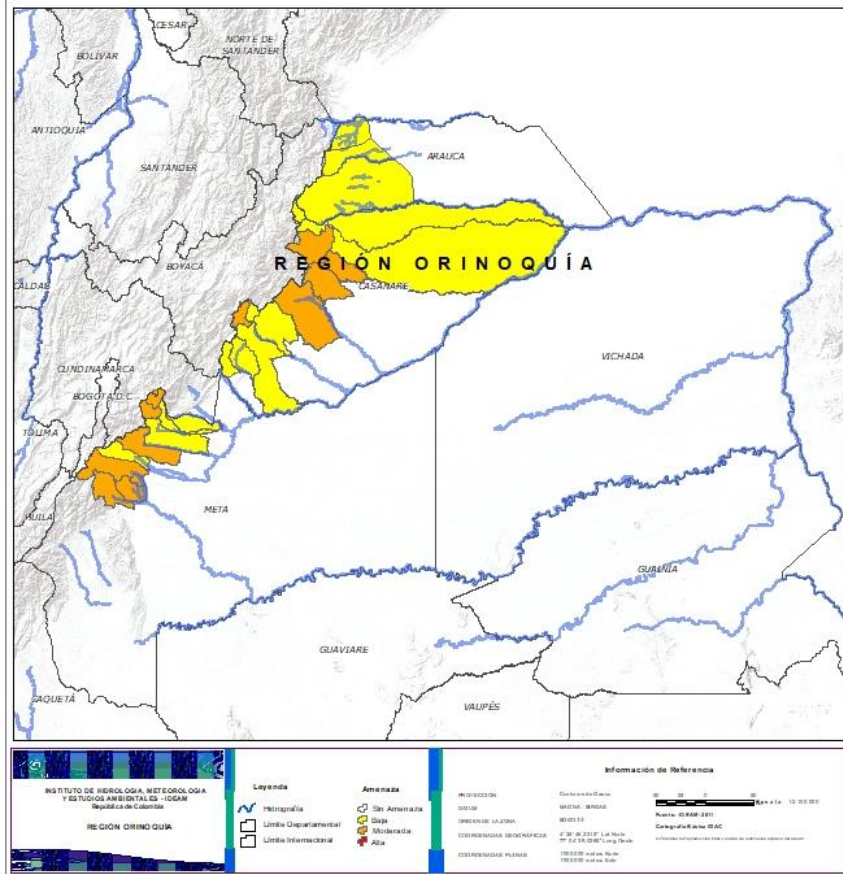 CESAR
NORTE DE
SANTANDER
BOLÍVAR
ANTIOQUIA
ARAUCA
SANTANDER
REGIÓN ORINOQUÍA
BOYACÁ
CASANARE
CALDAS
VICHADA
CUNDINAMARCA
BOGOTÁ D.C
TOLIMA
META
HUILA
GUAINÍA
GUAVIARE
CAQUETÁ
VAUPÉS
INSTITUTO DE HIDROLOGIA, METEOROLOGIA
Y ESTUDIOS AMBIENTALES - IDEAM
República de Colombia
REGIÓN ORINOQUÍA
Leyenda
Hidrografía
Límite Departamental
Límite Internacional
Amenaza
Sin Amenaza
Baja
Moderada
Alta
Información de Referencia
PROYECCIÓN
DATUM
ORIGEN DE LA ZONA
BOGOTÁ
COORDENADAS GEOGRÁFICAS
COORDENADAS PLANAS